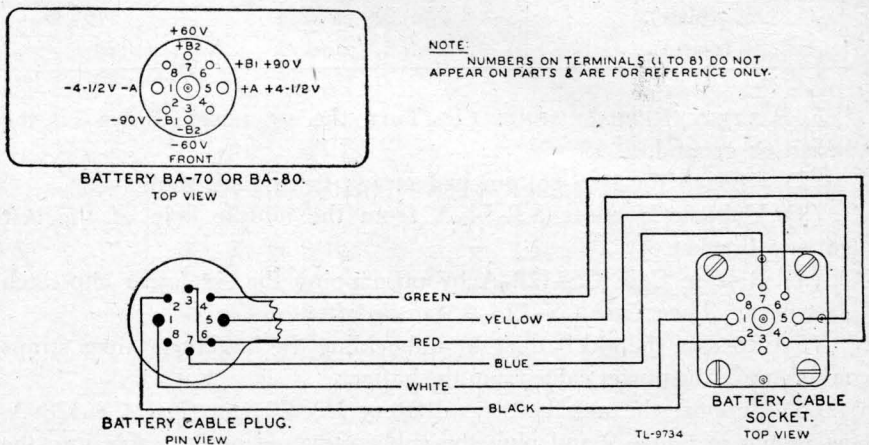 +60V
+B2
7
8 6
+B1 +90V
-4-1/2V -A 1 5 +A +4-1/2V
2 4
3
-90V -B1
-B2
-60V
FRONT
BATTERY BA-70 OR BA-80.
TOP VIEW
NOTE:
NUMBERS ON TERMINALS (1 TO 8) DO NOT
APPEAR ON PARTS & ARE FOR REFERENCE ONLY.
2 3 4
1 5
8 7 6
BATTERY CABLE PLUG.
PIN VIEW
GREEN
YELLOW
RED
BLUE
WHITE
BLACK
8 7 6
1 5
2 3 4
BATTERY CABLE
SOCKET.
TOP VIEW
TL-9734